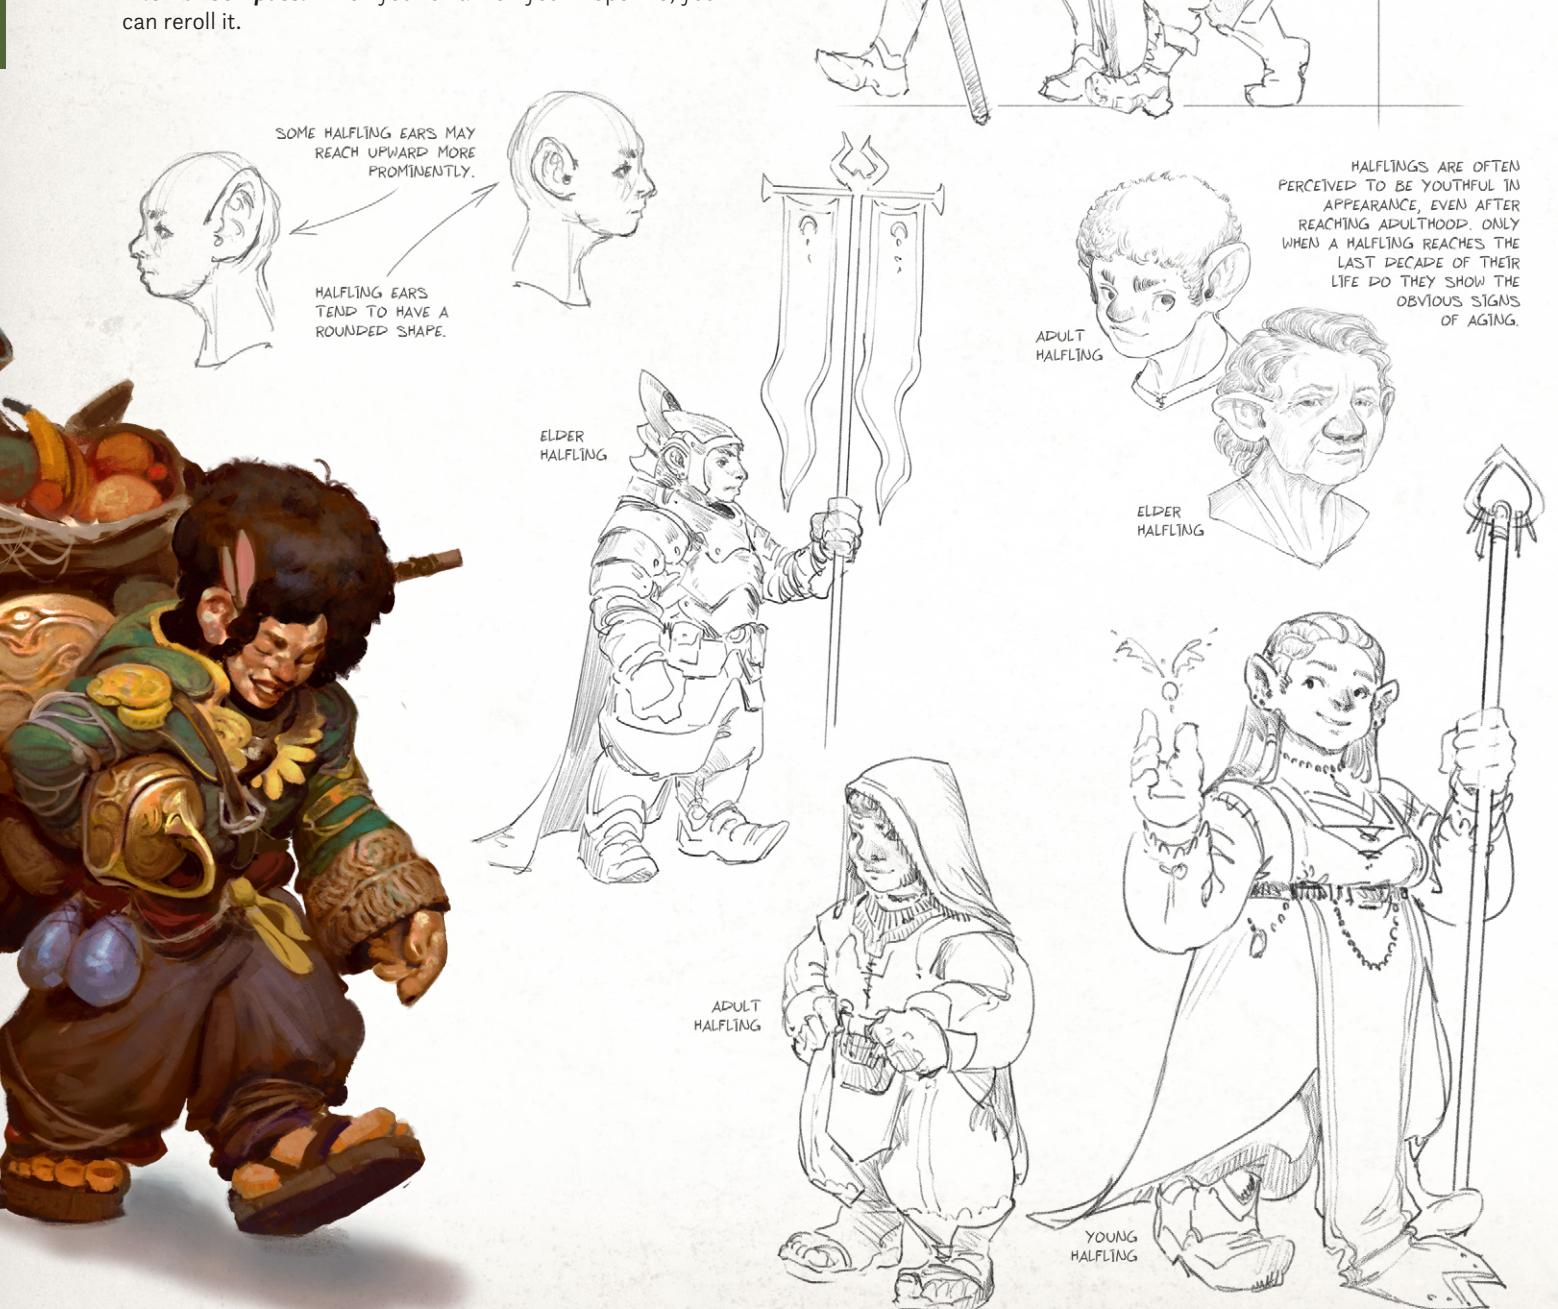 can reroll it.
SOME HALFLING EARS MAY
REACH UPWARD MORE
PROMINENTLY.
HALFLING EARS
TEND TO HAVE A
ROUNDED SHAPE.
HALFLINGS ARE OFTEN
PERCEIVED TO BE YOUTHFUL IN
APPEARANCE, EVEN AFTER
REACHING ADULTHOOD. ONLY
WHEN A HALFLING REACHES THE
LAST DECADE OF THEIR
LIFE DO THEY SHOW THE
OBVIOUS SIGNS
OF AGING.
ADULT
HALFLING
ELDER
HALFLING
ELDER
HALFLING
ADULT
HALFLING
YOUNG
HALFLING